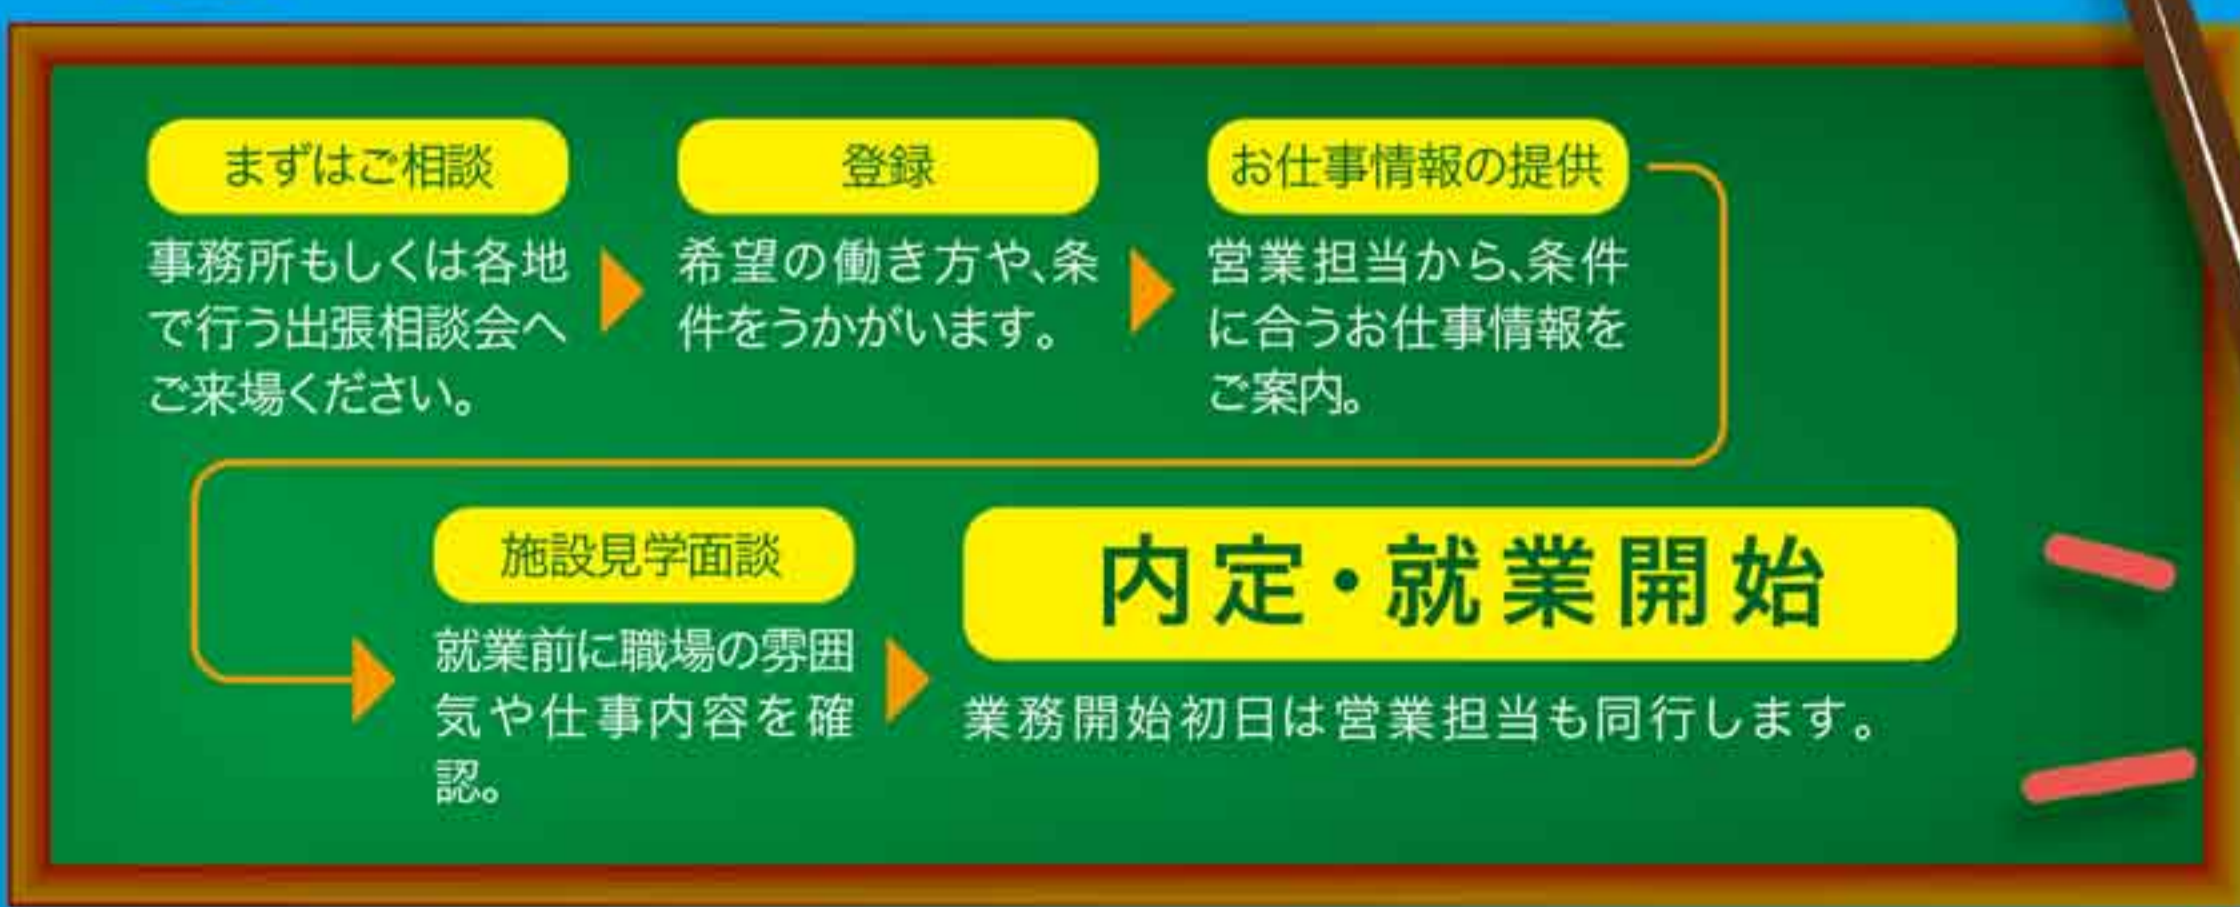 まずはご相談
事務所もしくは各地
で行う出張相談会へ
ご来場ください。
登録
希望の働き方や、条
件をうかがいます。
お仕事情報の提供
営業担当から、条件
に合うお仕事情報を
ご案内。
施設見学面談
就業前に職場の雰囲
気や仕事内容を確
認。
内定・就業開始
業務開始初日は営業担当も同行します。